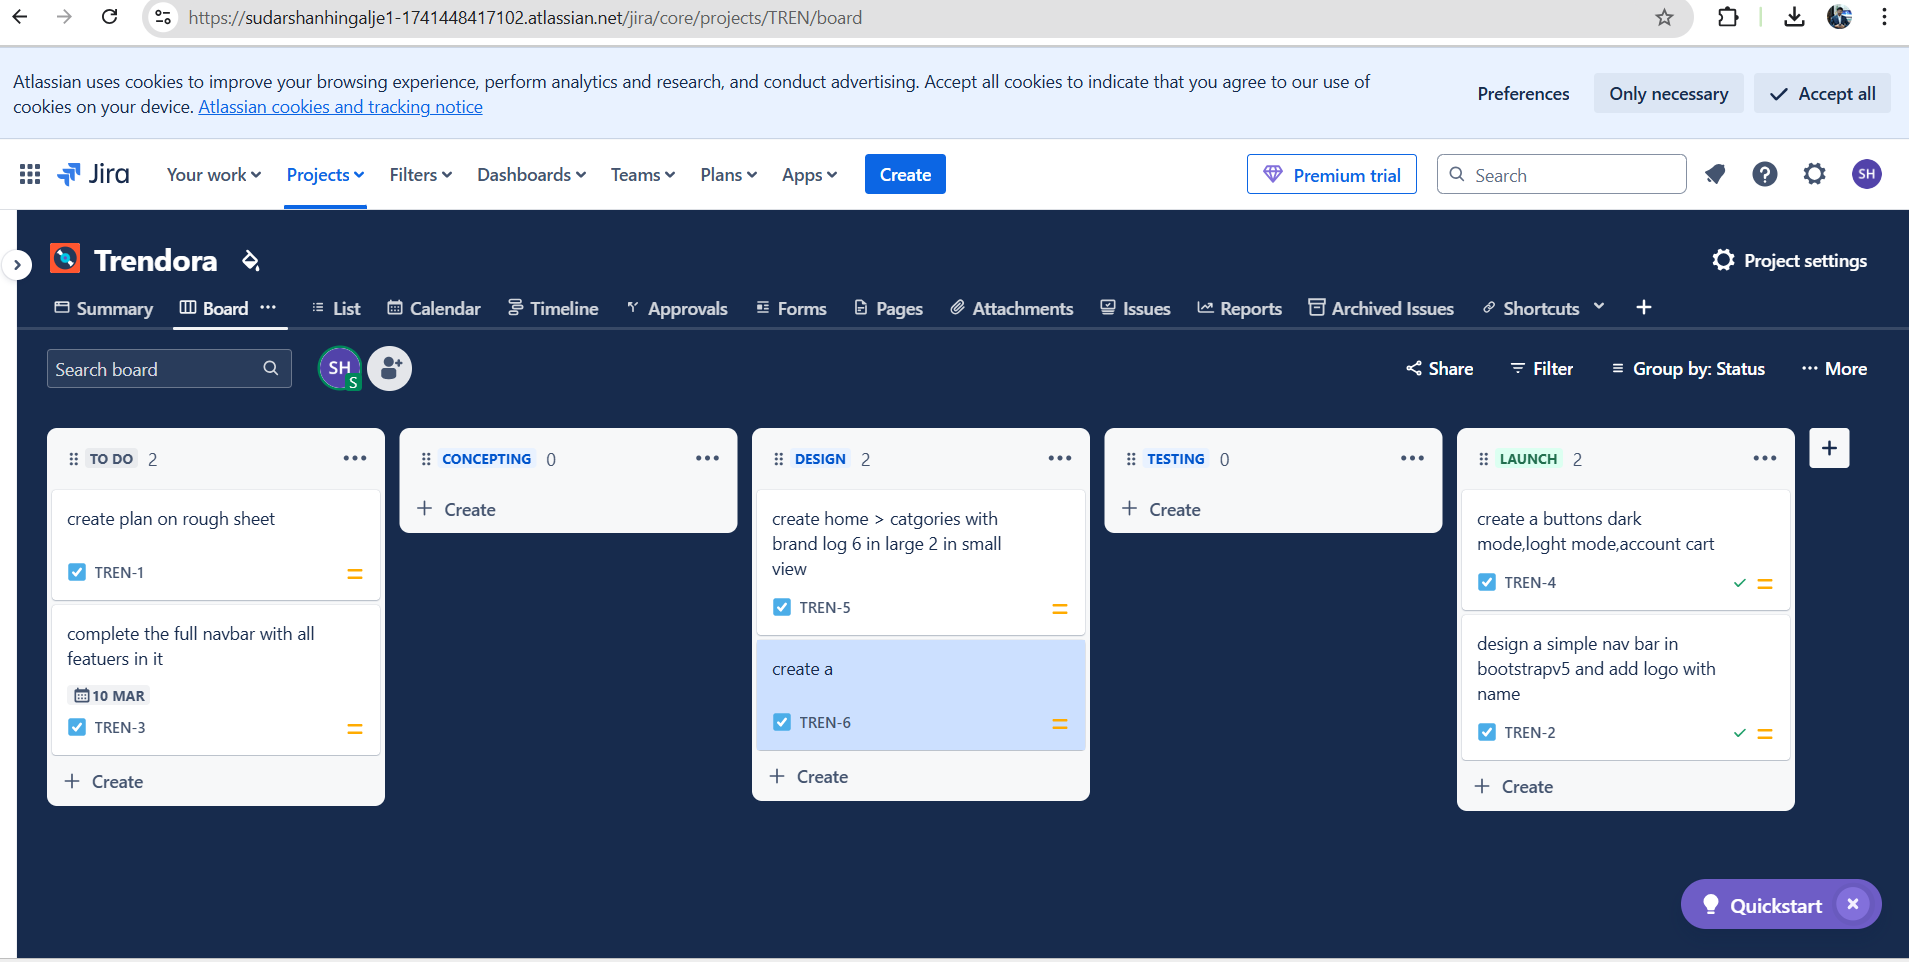 https://sudarshanhingalje1-1741448417102.atlassian.net/jira/core/projects/TREN/board
Atlassian uses cookies to improve your browsing experience, perform analytics and research, and conduct advertising. Accept all cookies to indicate that you agree to our use of
cookies on your device. Atlassian cookies and tracking notice
Preferences
Only necessary
Accept all
Jira
Your work
Projects
Filters
Dashboards
Teams
Plans
Apps
Create
Premium trial
Search
SH
Trendora
Project settings
Summary
Board
List
Calendar
Timeline
Approvals
Forms
Pages
Attachments
Issues
Reports
Archived Issues
Shortcuts
Search board
SH
S
Share
Filter
Group by: Status
More
TO DO 2
create plan on rough sheet
TREN-1
complete the full navbar with all
featuers in it
10 MAR
TREN-3
Create
CONCEPTING 0
Create
DESIGN 2
create home > catgories with
brand log 6 in large 2 in small
view
TREN-5
create a
TREN-6
Create
TESTING 0
Create
LAUNCH 2
create a buttons dark
mode,loght mode,account cart
TREN-4
design a simple nav bar in
bootstrapv5 and add logo with
name
TREN-2
Create
Quickstart